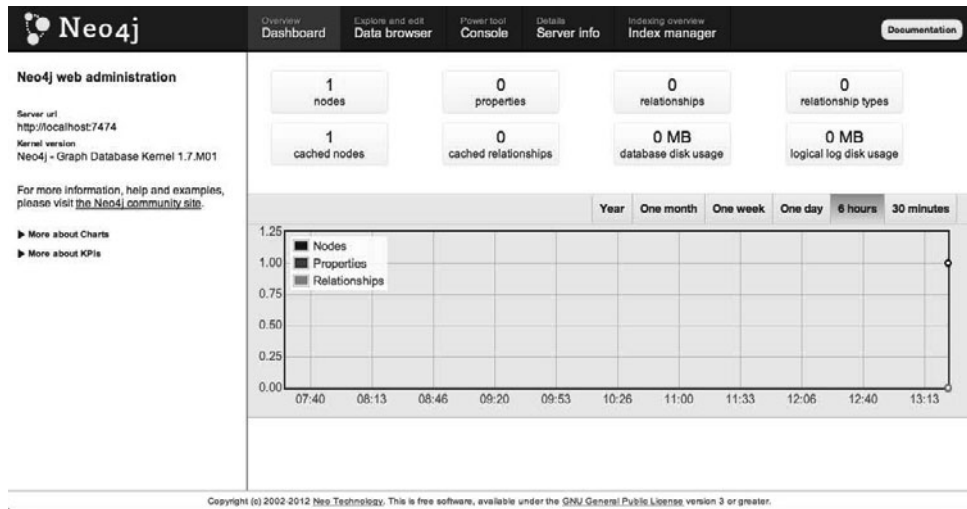 Neo4j
Overview
Dashboard
Explore and edit
Data browser
Power tool
Console
Details
Server info
Indexing overview
Index manager
Documentation
Neo4j web administration
Server url
http://localhost:7474
Kernel version
Neo4j - Graph Database Kernel 1.7.M01
For more information, help and examples,
please visit the Neo4j community site.
More about Charts
More about KPIs
1
nodes
0
properties
0
relationships
0
relationship types
1
cached nodes
0
cached relationships
0 MB
database disk usage
0 MB
logical log disk usage
Year One month One week One day 6 hours 30 minutes
Nodes
Properties
Relationships
1.25
1.00
0.75
0.50
0.25
0.00
07:40 08:13 08:46 09:20 09:53 10:26 11:00 11:33 12:06 12:40 13:13
Copyright (c) 2002-2012 Neo Technology. This is free software, available under the GNU General Public License version 3 or greater.